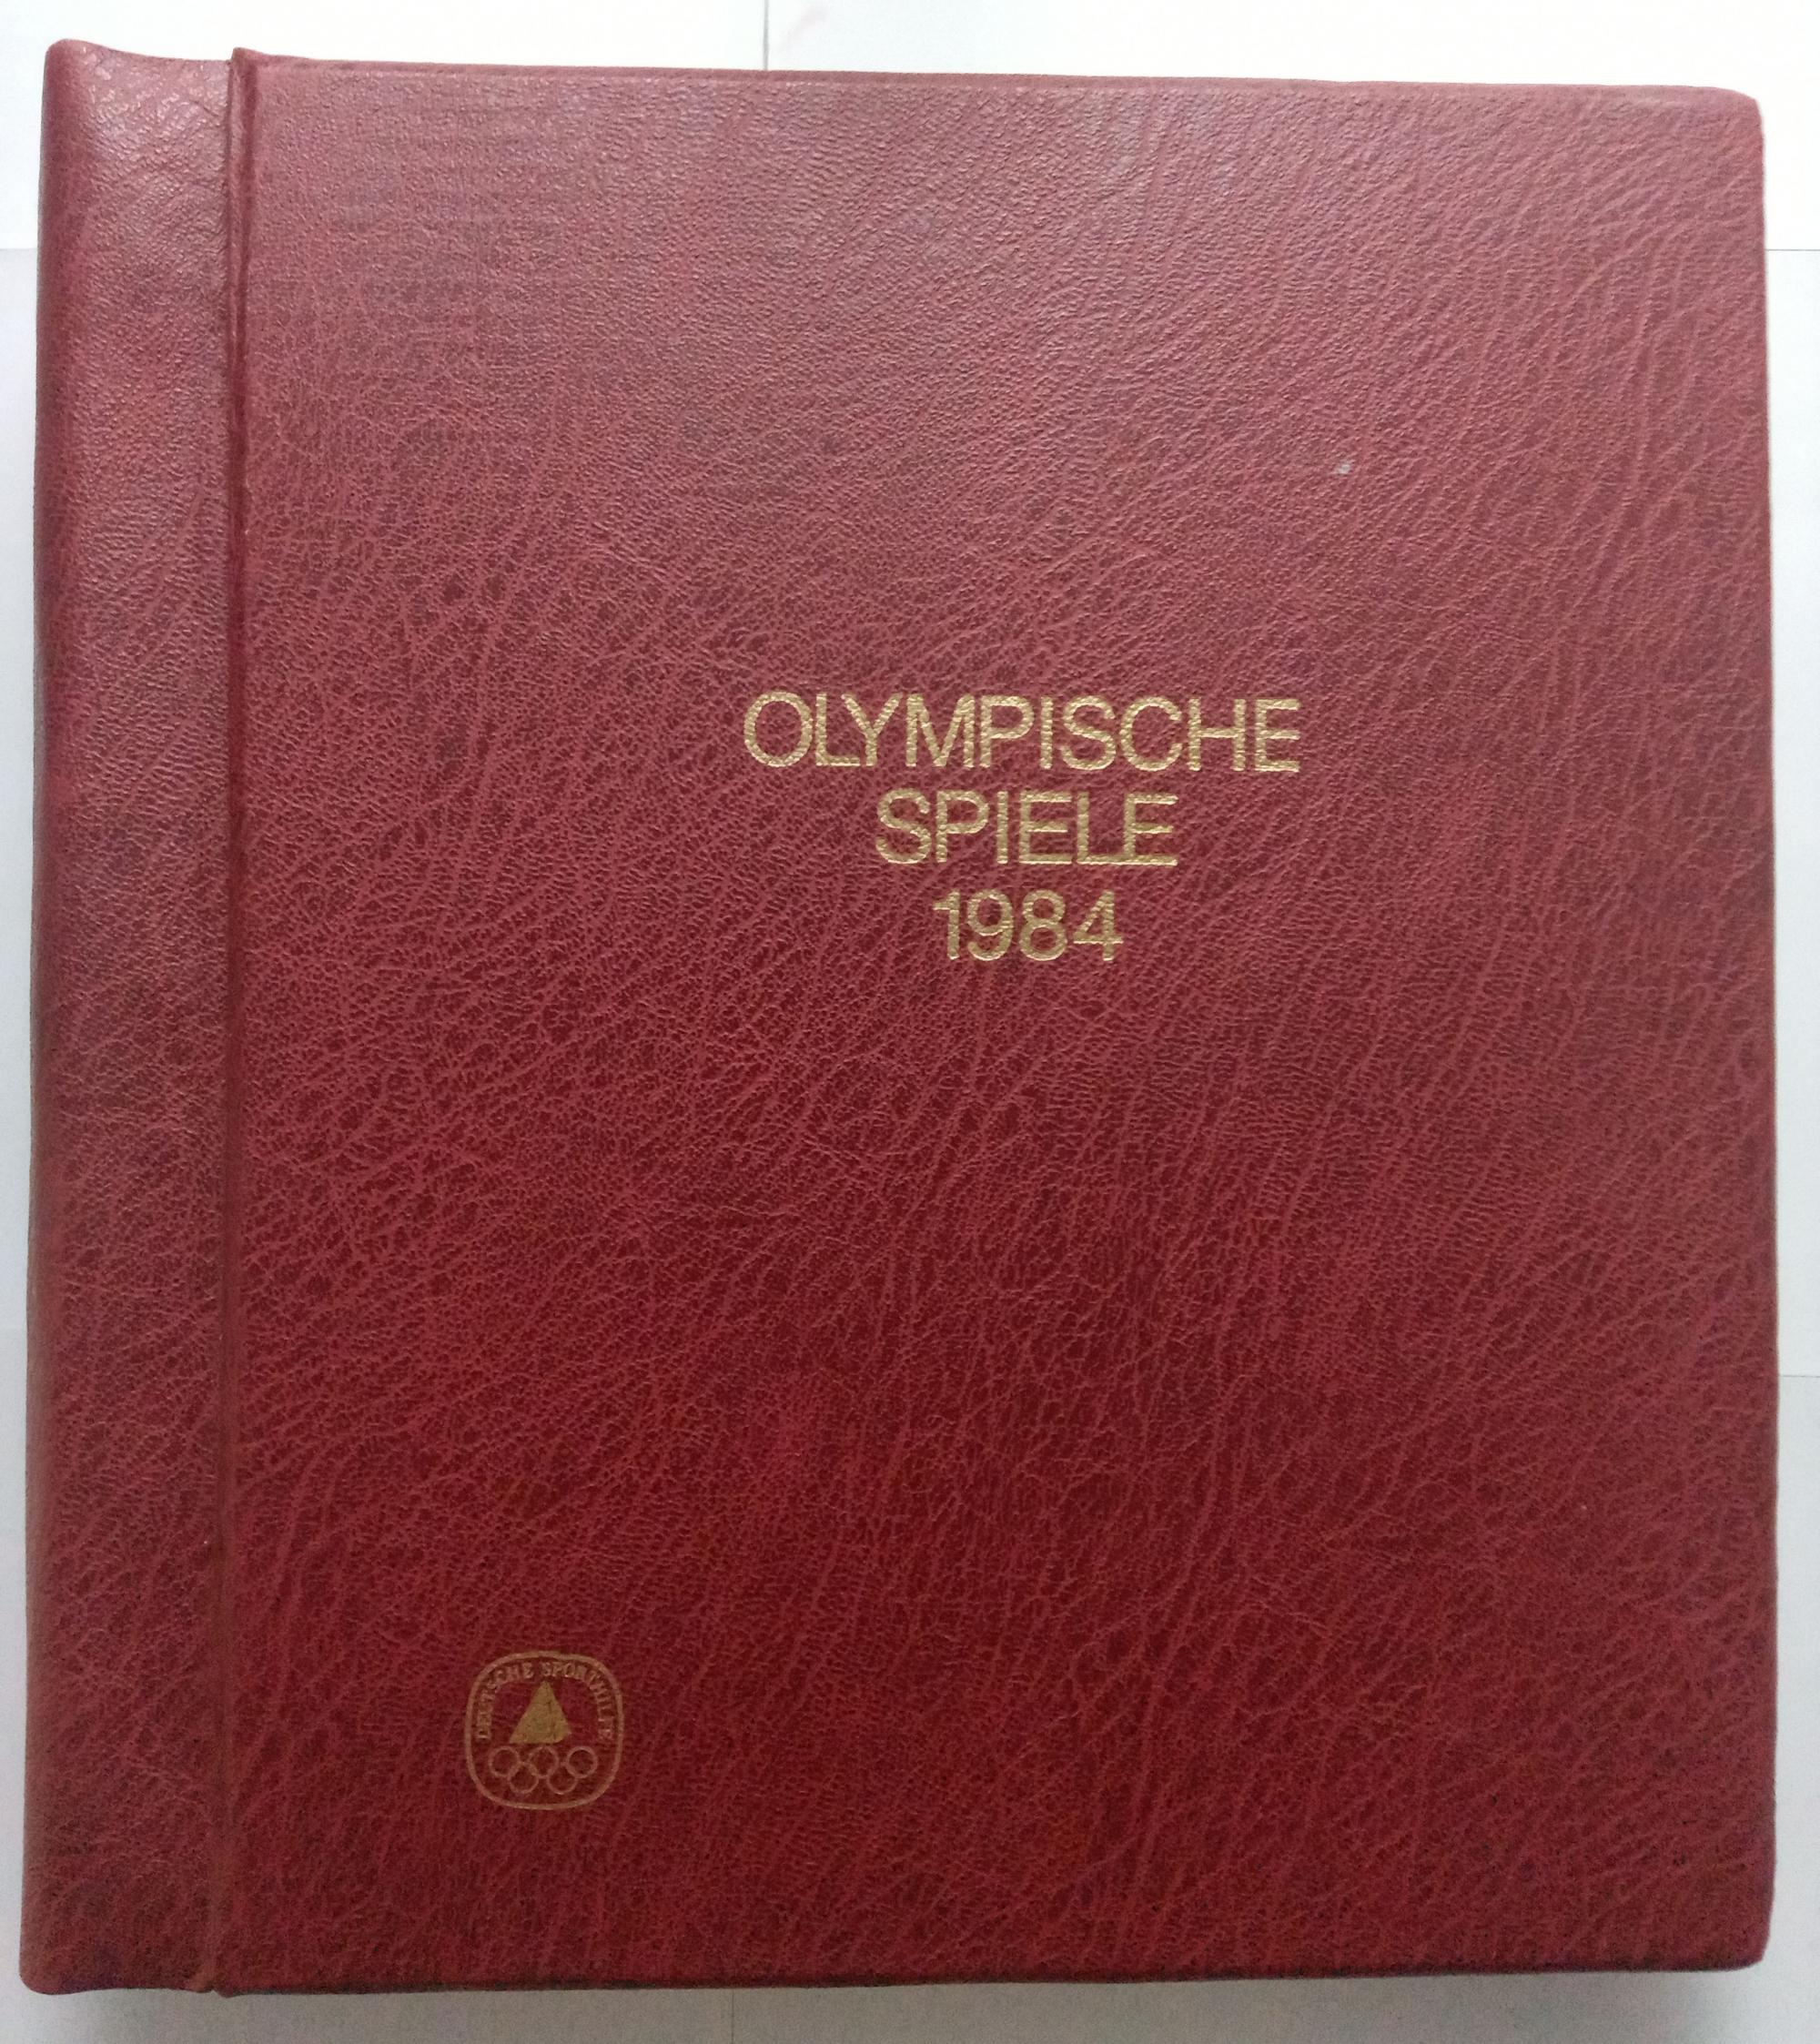 OLYMPISCHE
SPIELE
1984
DEUTSCHE SPORTHILFE